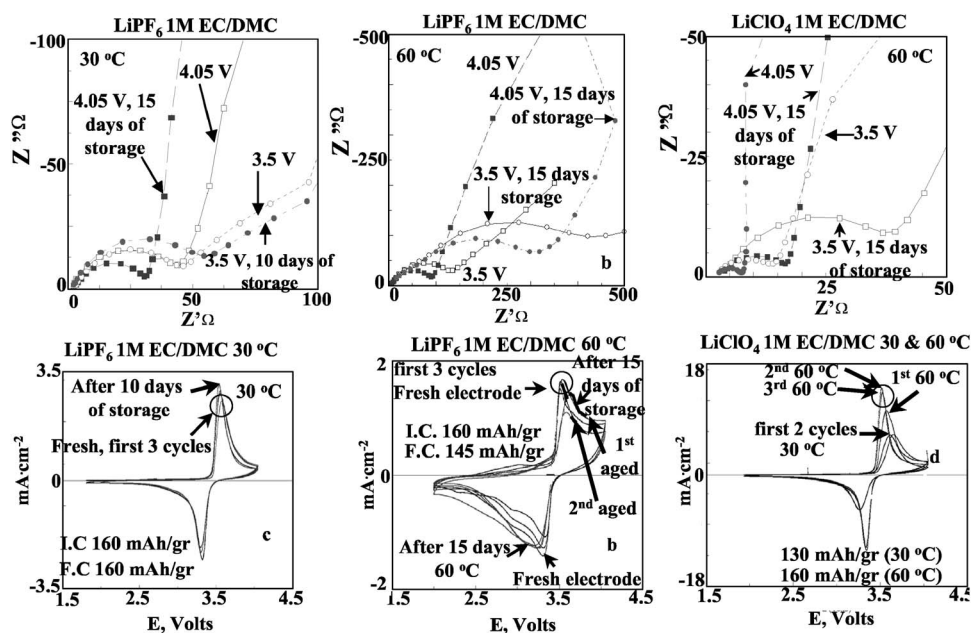 LiPF6 1M EC/DMC
-100
30 ºC
4.05 V
4.05 V, 15
days of
storage
Z”Ω
-50
3.5 V
3.5 V, 10 days of
storage
0
0
50
100
Z’Ω
LiPF6 1M EC/DMC
-500
60 ºC
4.05 V
4.05 V, 15
days of
storage
Z”Ω
-250
3.5 V, 15 days
storage
b
3.5 V
0
0
250
500
Z’Ω
LiClO4 1M EC/DMC
-50
60 ºC
4.05 V
4.05 V, 15
days of
storage
3.5 V
Z”Ω
-25
3.5 V, 15 days
of storage
0
25
50
Z’Ω
LiPF6 1M EC/DMC 30 ºC
3.5
After 10 days
of storage
30 ºC
Fresh, first 3 cycles
mA·cm-2
0
c
I.C 160 mAh/gr
F.C 160 mAh/gr
-3.5
1.5
3.5
4.5
E, Volts
LiPF6 1M EC/DMC 60 ºC
2
first 3 cycles
Fresh electrode
After 15
days of
storage
I.C. 160 mAh/gr
F.C. 145 mAh/gr
1st
aged
2nd aged
mA·cm-2
0
After 15 days
60 ºC
b
Fresh electrode
-2
1.5
3.5
4.5
E, Volts
LiClO4 1M EC/DMC 30 & 60 ºC
18
2nd 60 ºC
3rd 60 ºC
1st 60 ºC
first 2 cycles
30 ºC
d
mA·cm-2
0
130 mAh/gr (30 ºC)
160 mAh/gr (60 ºC)
-18
1.5
3.5
4.5
E, Volts